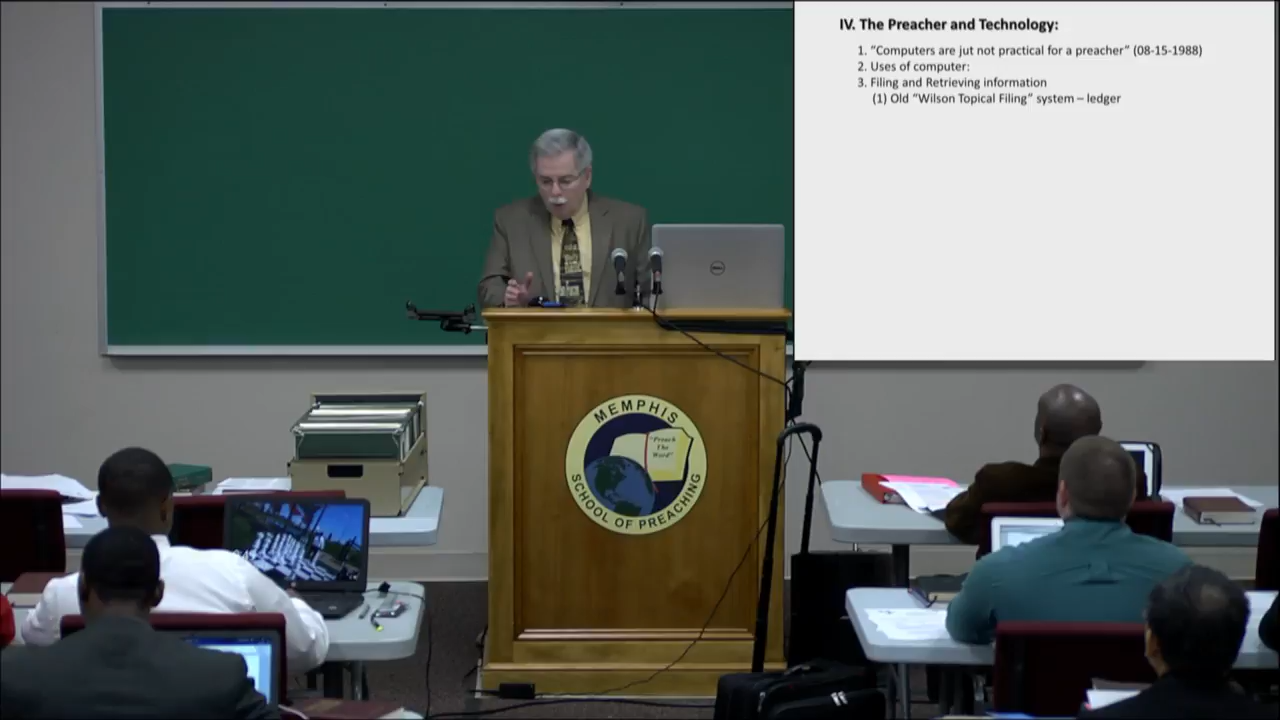 IV. The Preacher and Technology:
1. “Computers are jut not practical for a preacher” (08-15-1988)
2. Uses of computer:
3. Filing and Retrieving information
(1) Old “Wilson Topical Filing” system – ledger
DELL
MEMPHIS
"Preach
The
Word"
SCHOOL OF PREACHING